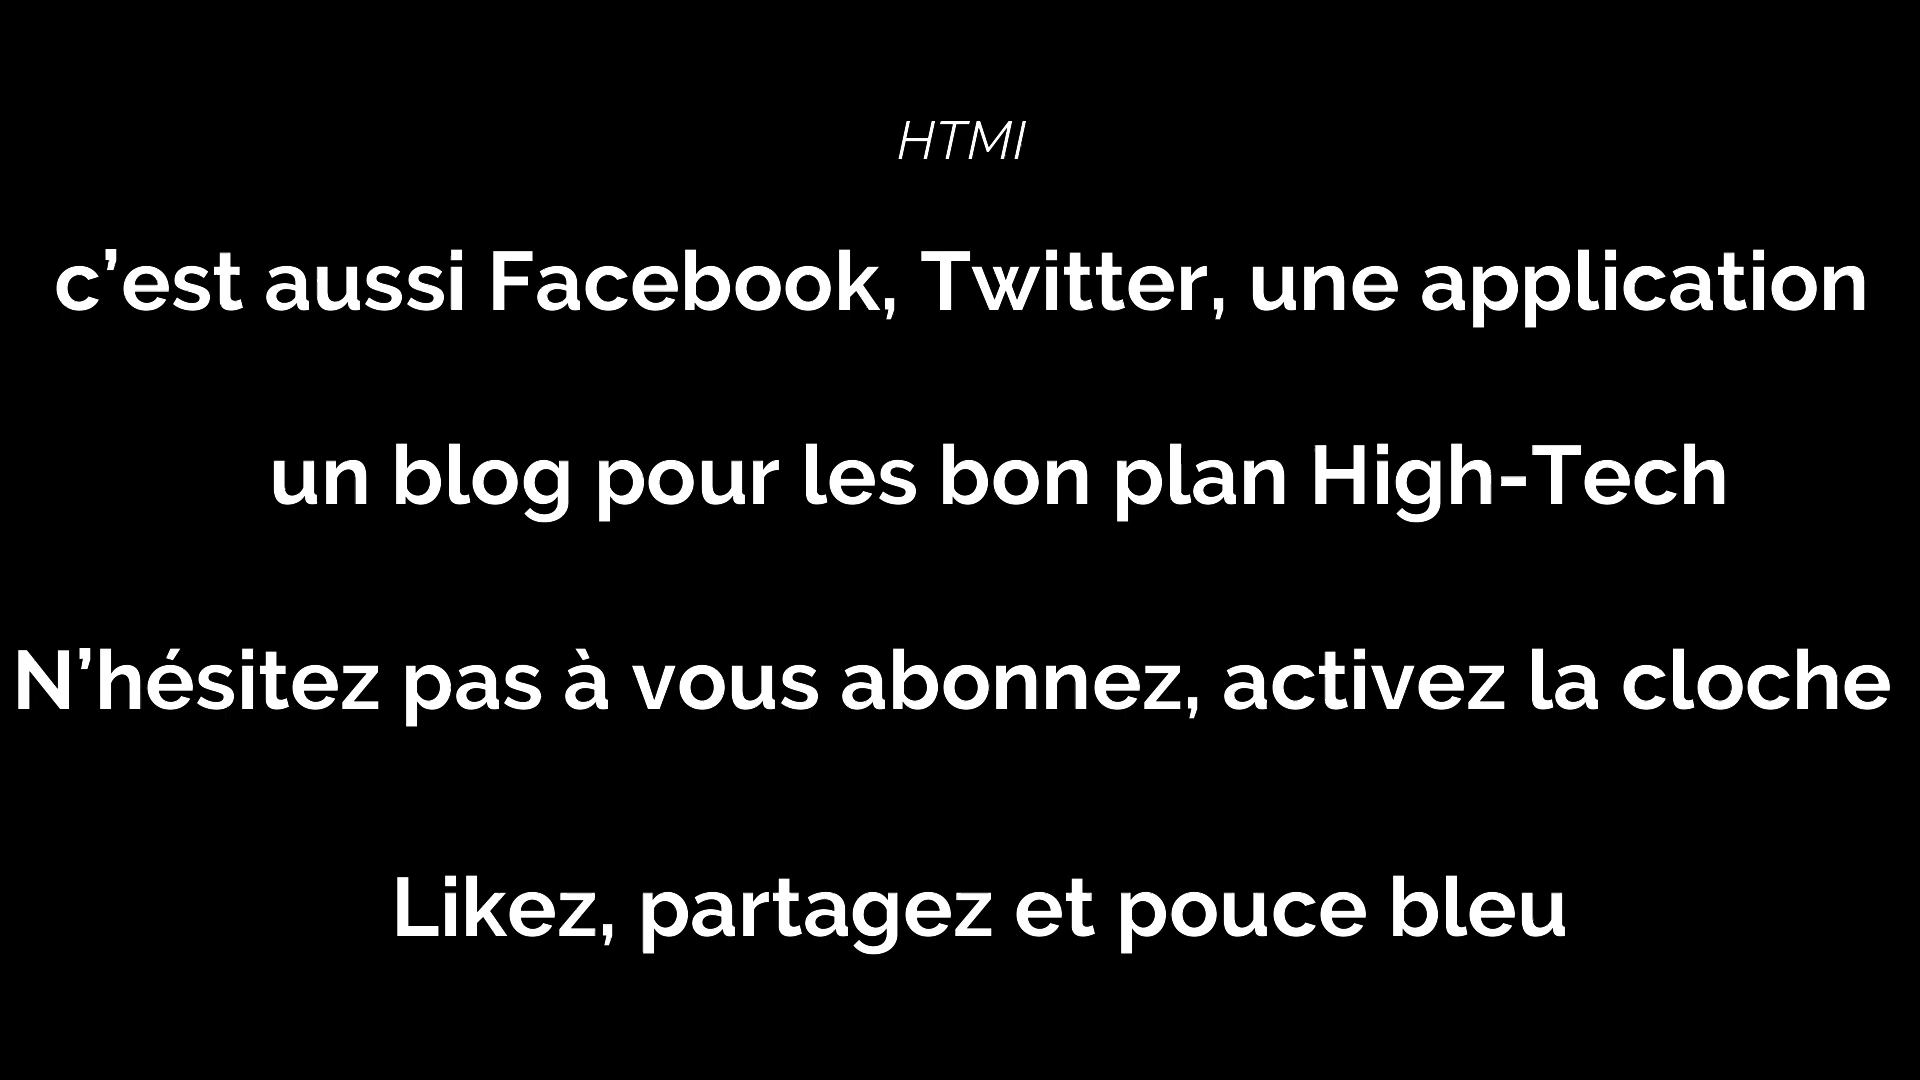 HTMI
c’est aussi Facebook, Twitter, une application
un blog pour les bon plan High-Tech
N’hésitez pas à vous abonnez, activez la cloche
Likez, partagez et pouce bleu